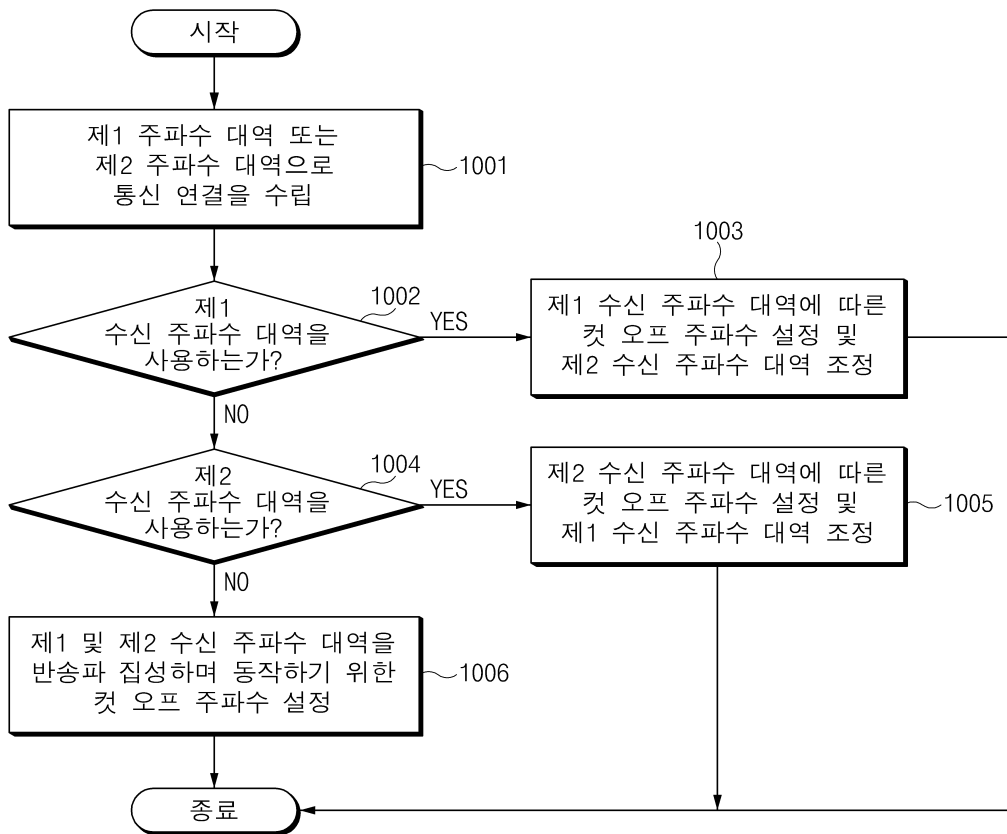 시작
제1 주파수 대역 또는
제2 주파수 대역으로
통신 연결을 수립
1001
제1
수신 주파수 대역을
사용하는가?
1002
YES
1003
제1 수신 주파수 대역에 따른
컷 오프 주파수 설정 및
제2 수신 주파수 대역 조정
NO
제2
수신 주파수 대역을
사용하는가?
1004
YES
제2 수신 주파수 대역에 따른
컷 오프 주파수 설정 및
제1 수신 주파수 대역 조정
1005
NO
제1 및 제2 수신 주파수 대역을
반송파 집성하며 동작하기 위한
컷 오프 주파수 설정
1006
종료